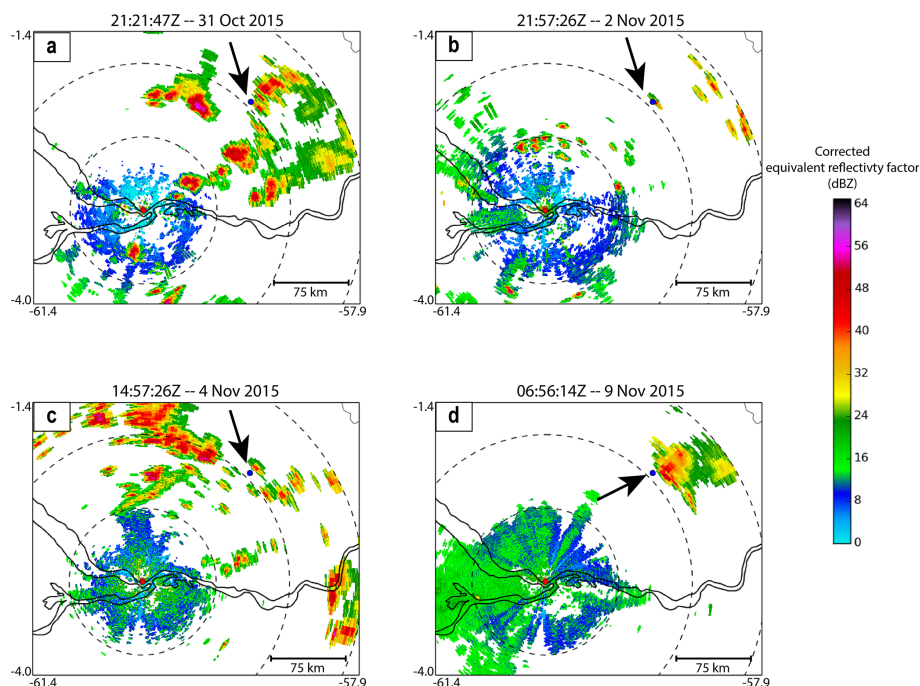 21:21:47Z -- 31 Oct 2015
21:57:26Z -- 2 Nov 2015
-1.4
a
-1.4
b
75 km
75 km
-4.0
-61.4
-57.9
-4.0
-61.4
-57.9
Corrected
equivalent reflectivty factor
(dBZ)
64
56
48
40
32
24
16
8
0
14:57:26Z -- 4 Nov 2015
06:56:14Z -- 9 Nov 2015
-1.4
c
-1.4
d
75 km
75 km
-4.0
-61.4
-57.9
-4.0
-61.4
-57.9